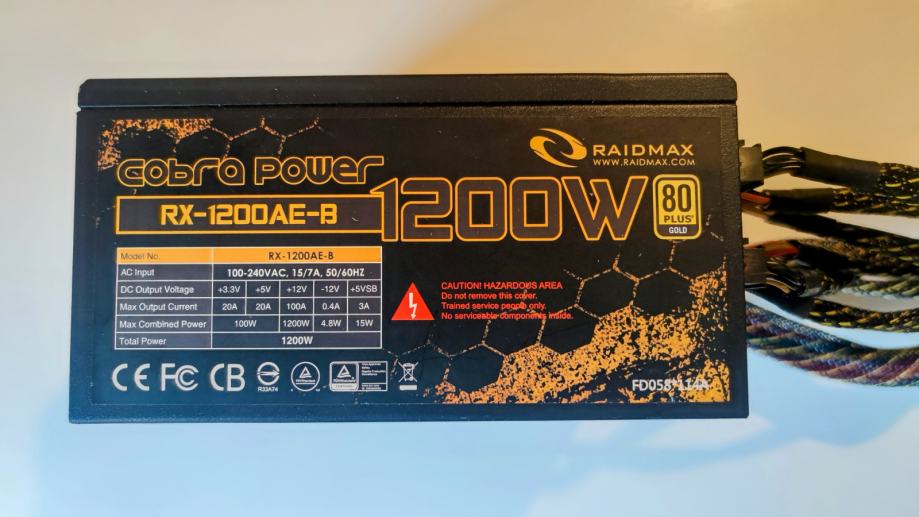 RAIDMAX
WWW.RAIDMAX.COM
Cobra Power
1200W
80 PLUS GOLD
RX-1200AE-B
Model No. RX-1200AE-B
AC Input 100-240VAC, 15/7A, 50/60HZ
DC Output Voltage +3.3V +5V +12V -12V +5VSB
Max Output Current 20A 20A 100A 0.4A 3A
Max Combined Power 100W 1200W 4.8W 15W
Total Power 1200W
CAUTION! HAZARDOUS AREA
Do not remove this cover.
Trained service people only.
No serviceable components inside.
CE FC CB
R33A74
FD058*114A